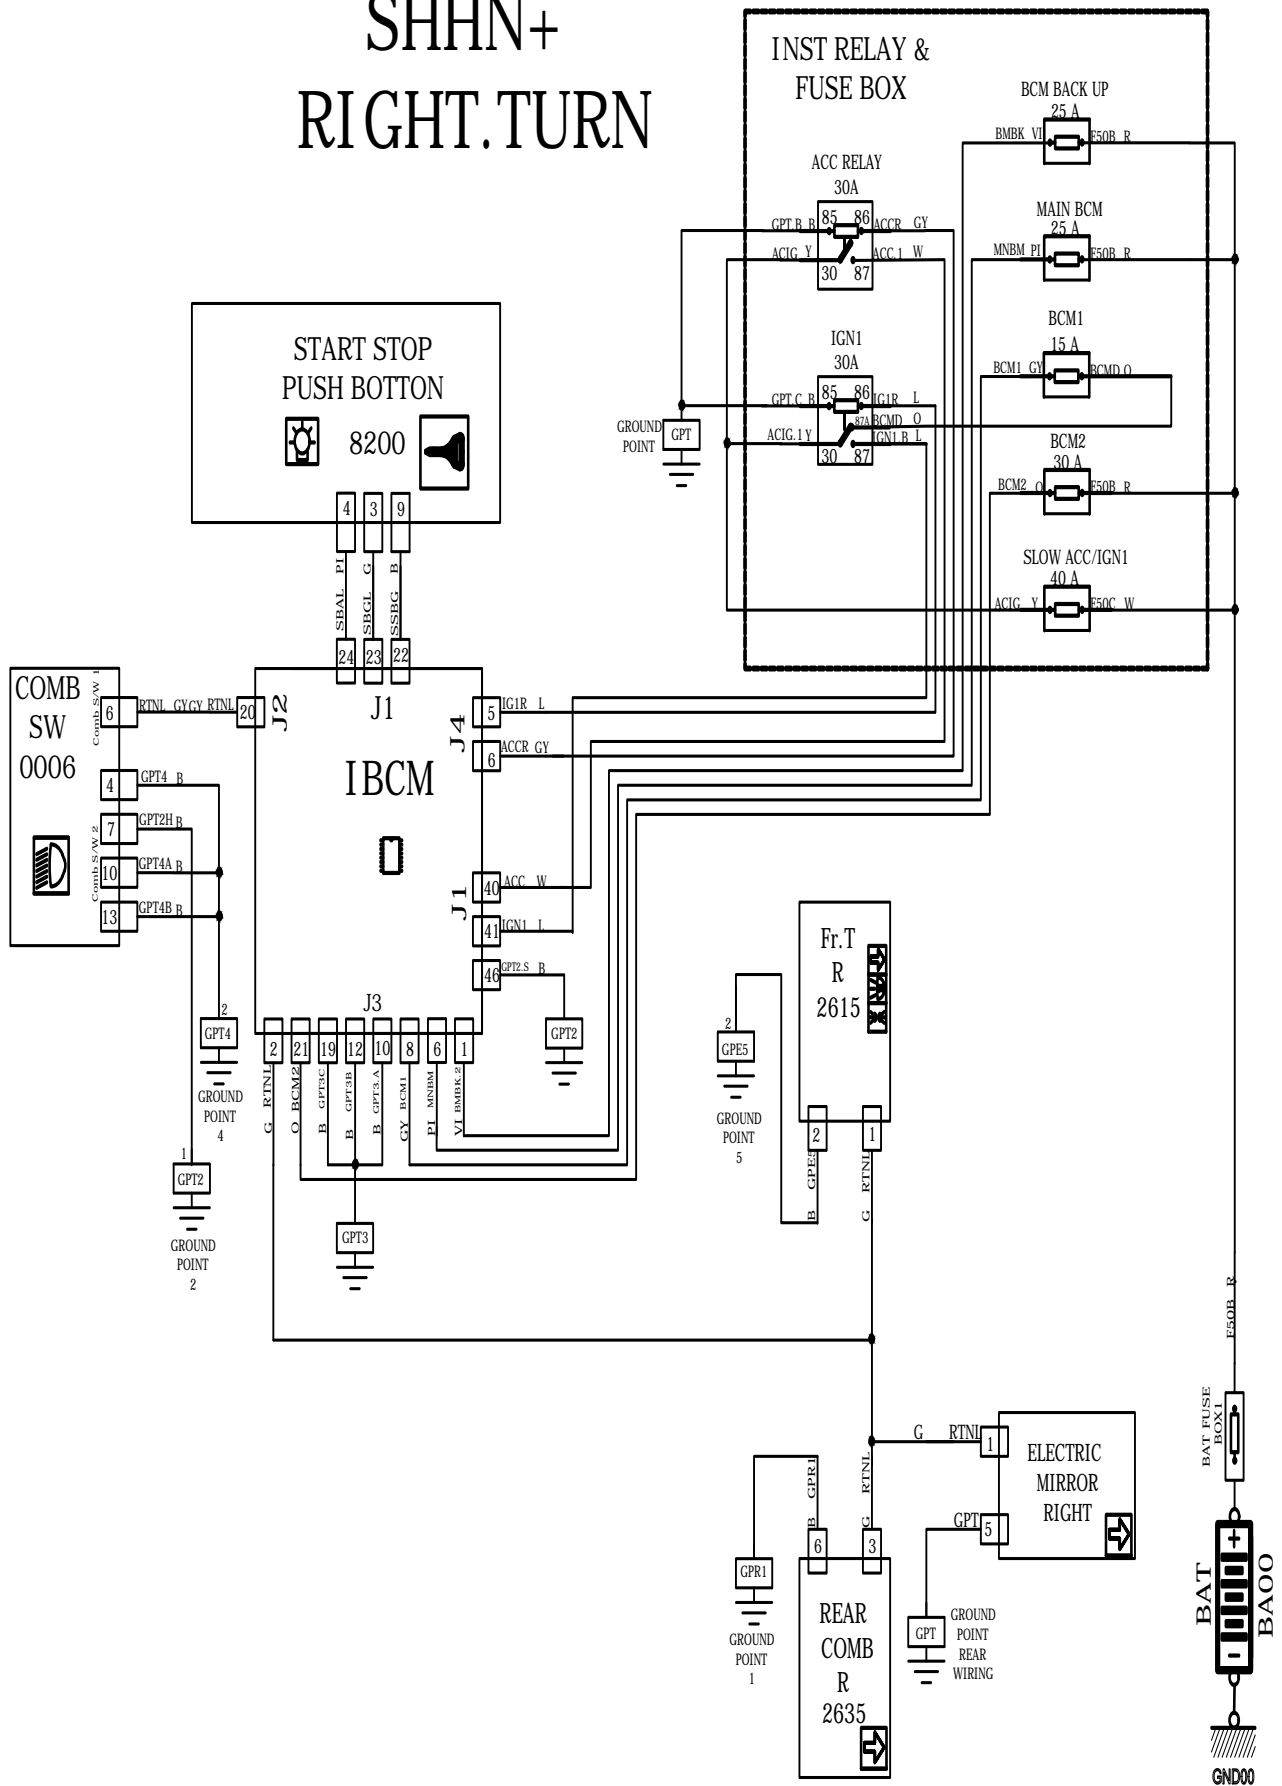 SHHN+
RIGHT.TURN
INST RELAY &
FUSE BOX
BCM BACK UP
25 A
BMBK VI
F50B R
ACC RELAY
30A
85 86
GPT.B B
ACCR GY
ACIG Y
ACC.1 W
30 87
MAIN BCM
25 A
MNBM PI
F50B R
IGN1
30A
85 86
GPT.C B
IG1R L
87A BCMD O
ACIG.1 Y
IGN1.B L
30 87
BCM1
15 A
BCM1 GY
BCMD O
BCM2
30 A
BCM2 O
F50B R
SLOW ACC/IGN1
40 A
ACIG Y
F50C W
GROUND
POINT
GPT
START STOP
PUSH BOTTON
8200
4 3 9
SBAL PI
SBGL G
SSBG B
24 23 22
COMB
SW
0006
Comb S/W 1
6
RTNL GY
GY RTNL
20
J2
Comb S/W 2
4
GPT4 B
7
GPT2H B
10
GPT4A B
13
GPT4B B
J1
IBCM
J4
5
IG1R L
6
ACCR GY
J1
40
ACC W
41
IGN1 L
46
GPT2.S B
GPT2
J3
2 21 19 12 10 8 6 1
G RTNL
O BCM2
B GPT3C
B GPT3B
B GPT3.A
GY BCM1
PI MNBM
VI BMBK.2
2
GPT4
GROUND
POINT
4
1
GPT2
GROUND
POINT
2
GPT3
Fr.T
R
2615
2
GPE5
GROUND
POINT
5
2 1
B GPE5
G RTNL
F50B R
BAT FUSE
BOX1
G RTNL
1
ELECTRIC
MIRROR
RIGHT
GPT
5
B GPR1
G RTNL
6 3
GPR1
GROUND
POINT
1
REAR
COMB
R
2635
GPT
GROUND
POINT
REAR
WIRING
BAT
BA00
+
-
GND00